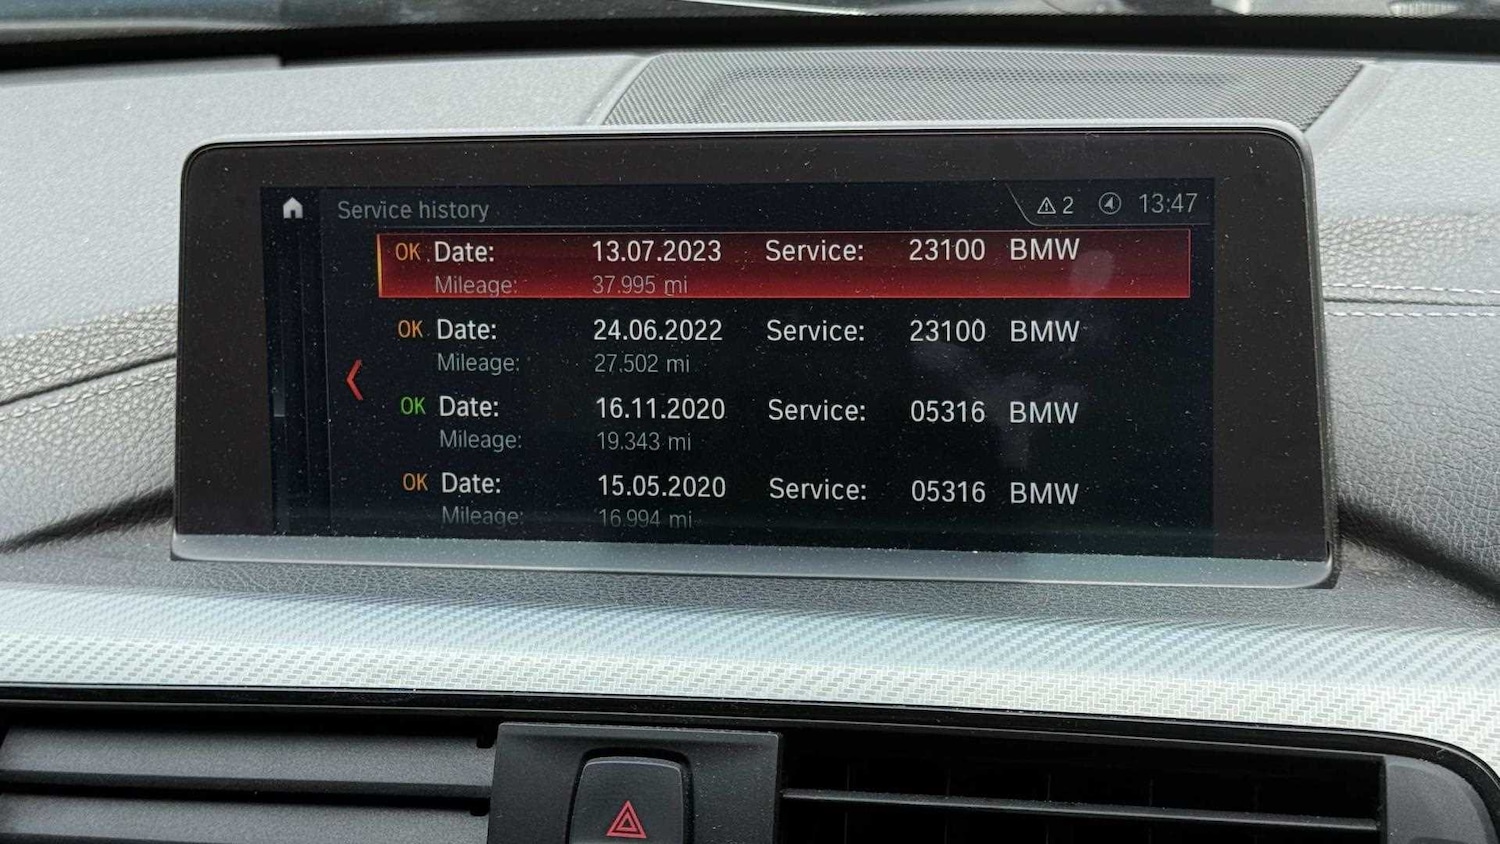 Service history 2 13:47
OK Date: 13.07.2023 Service: 23100 BMW
Mileage: 37.995 mi
OK Date: 24.06.2022 Service: 23100 BMW
Mileage: 27.502 mi
OK Date: 16.11.2020 Service: 05316 BMW
Mileage: 19.343 mi
OK Date: 15.05.2020 Service: 05316 BMW
Mileage: 16.994 mi